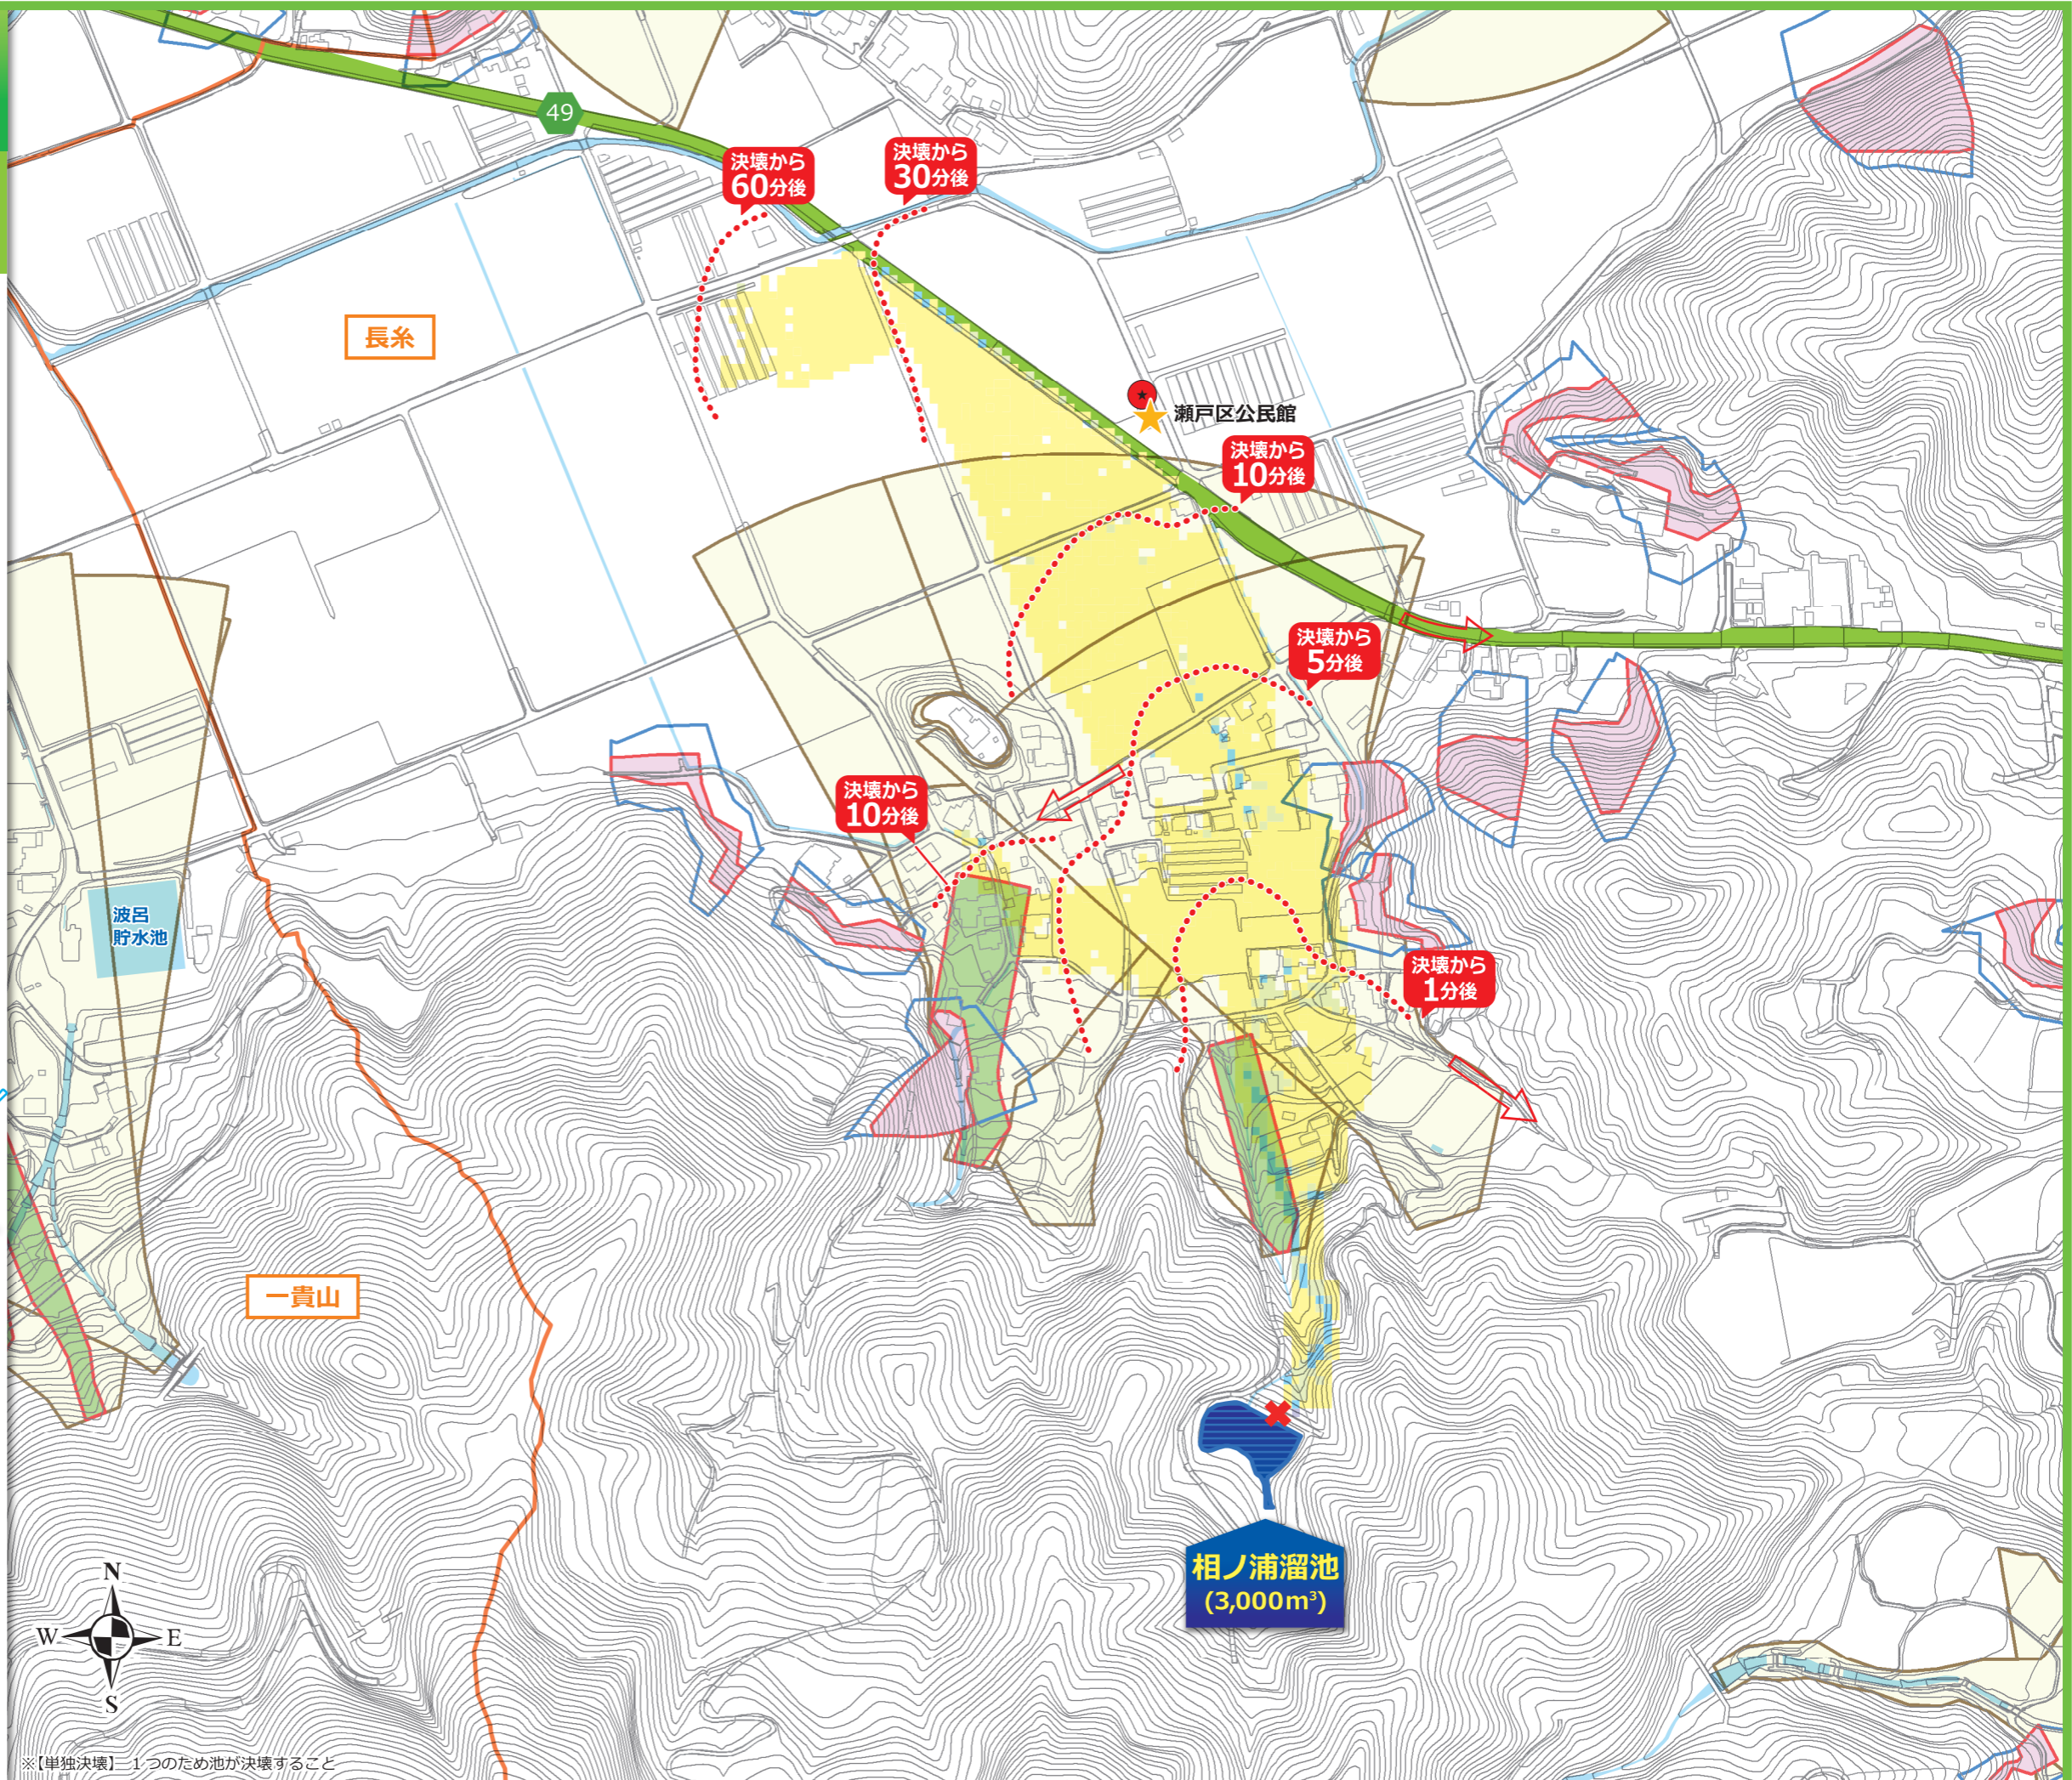 49
決壊から
60分後
決壊から
30分後
長糸
瀬戸区公民館
決壊から
10分後
決壊から
5分後
決壊から
10分後
波呂
貯水池
決壊から
1分後
一貴山
相ノ浦溜池
(3,000m³)
N
W
E
S
※【単独決壊】 1つのため池が決壊すること